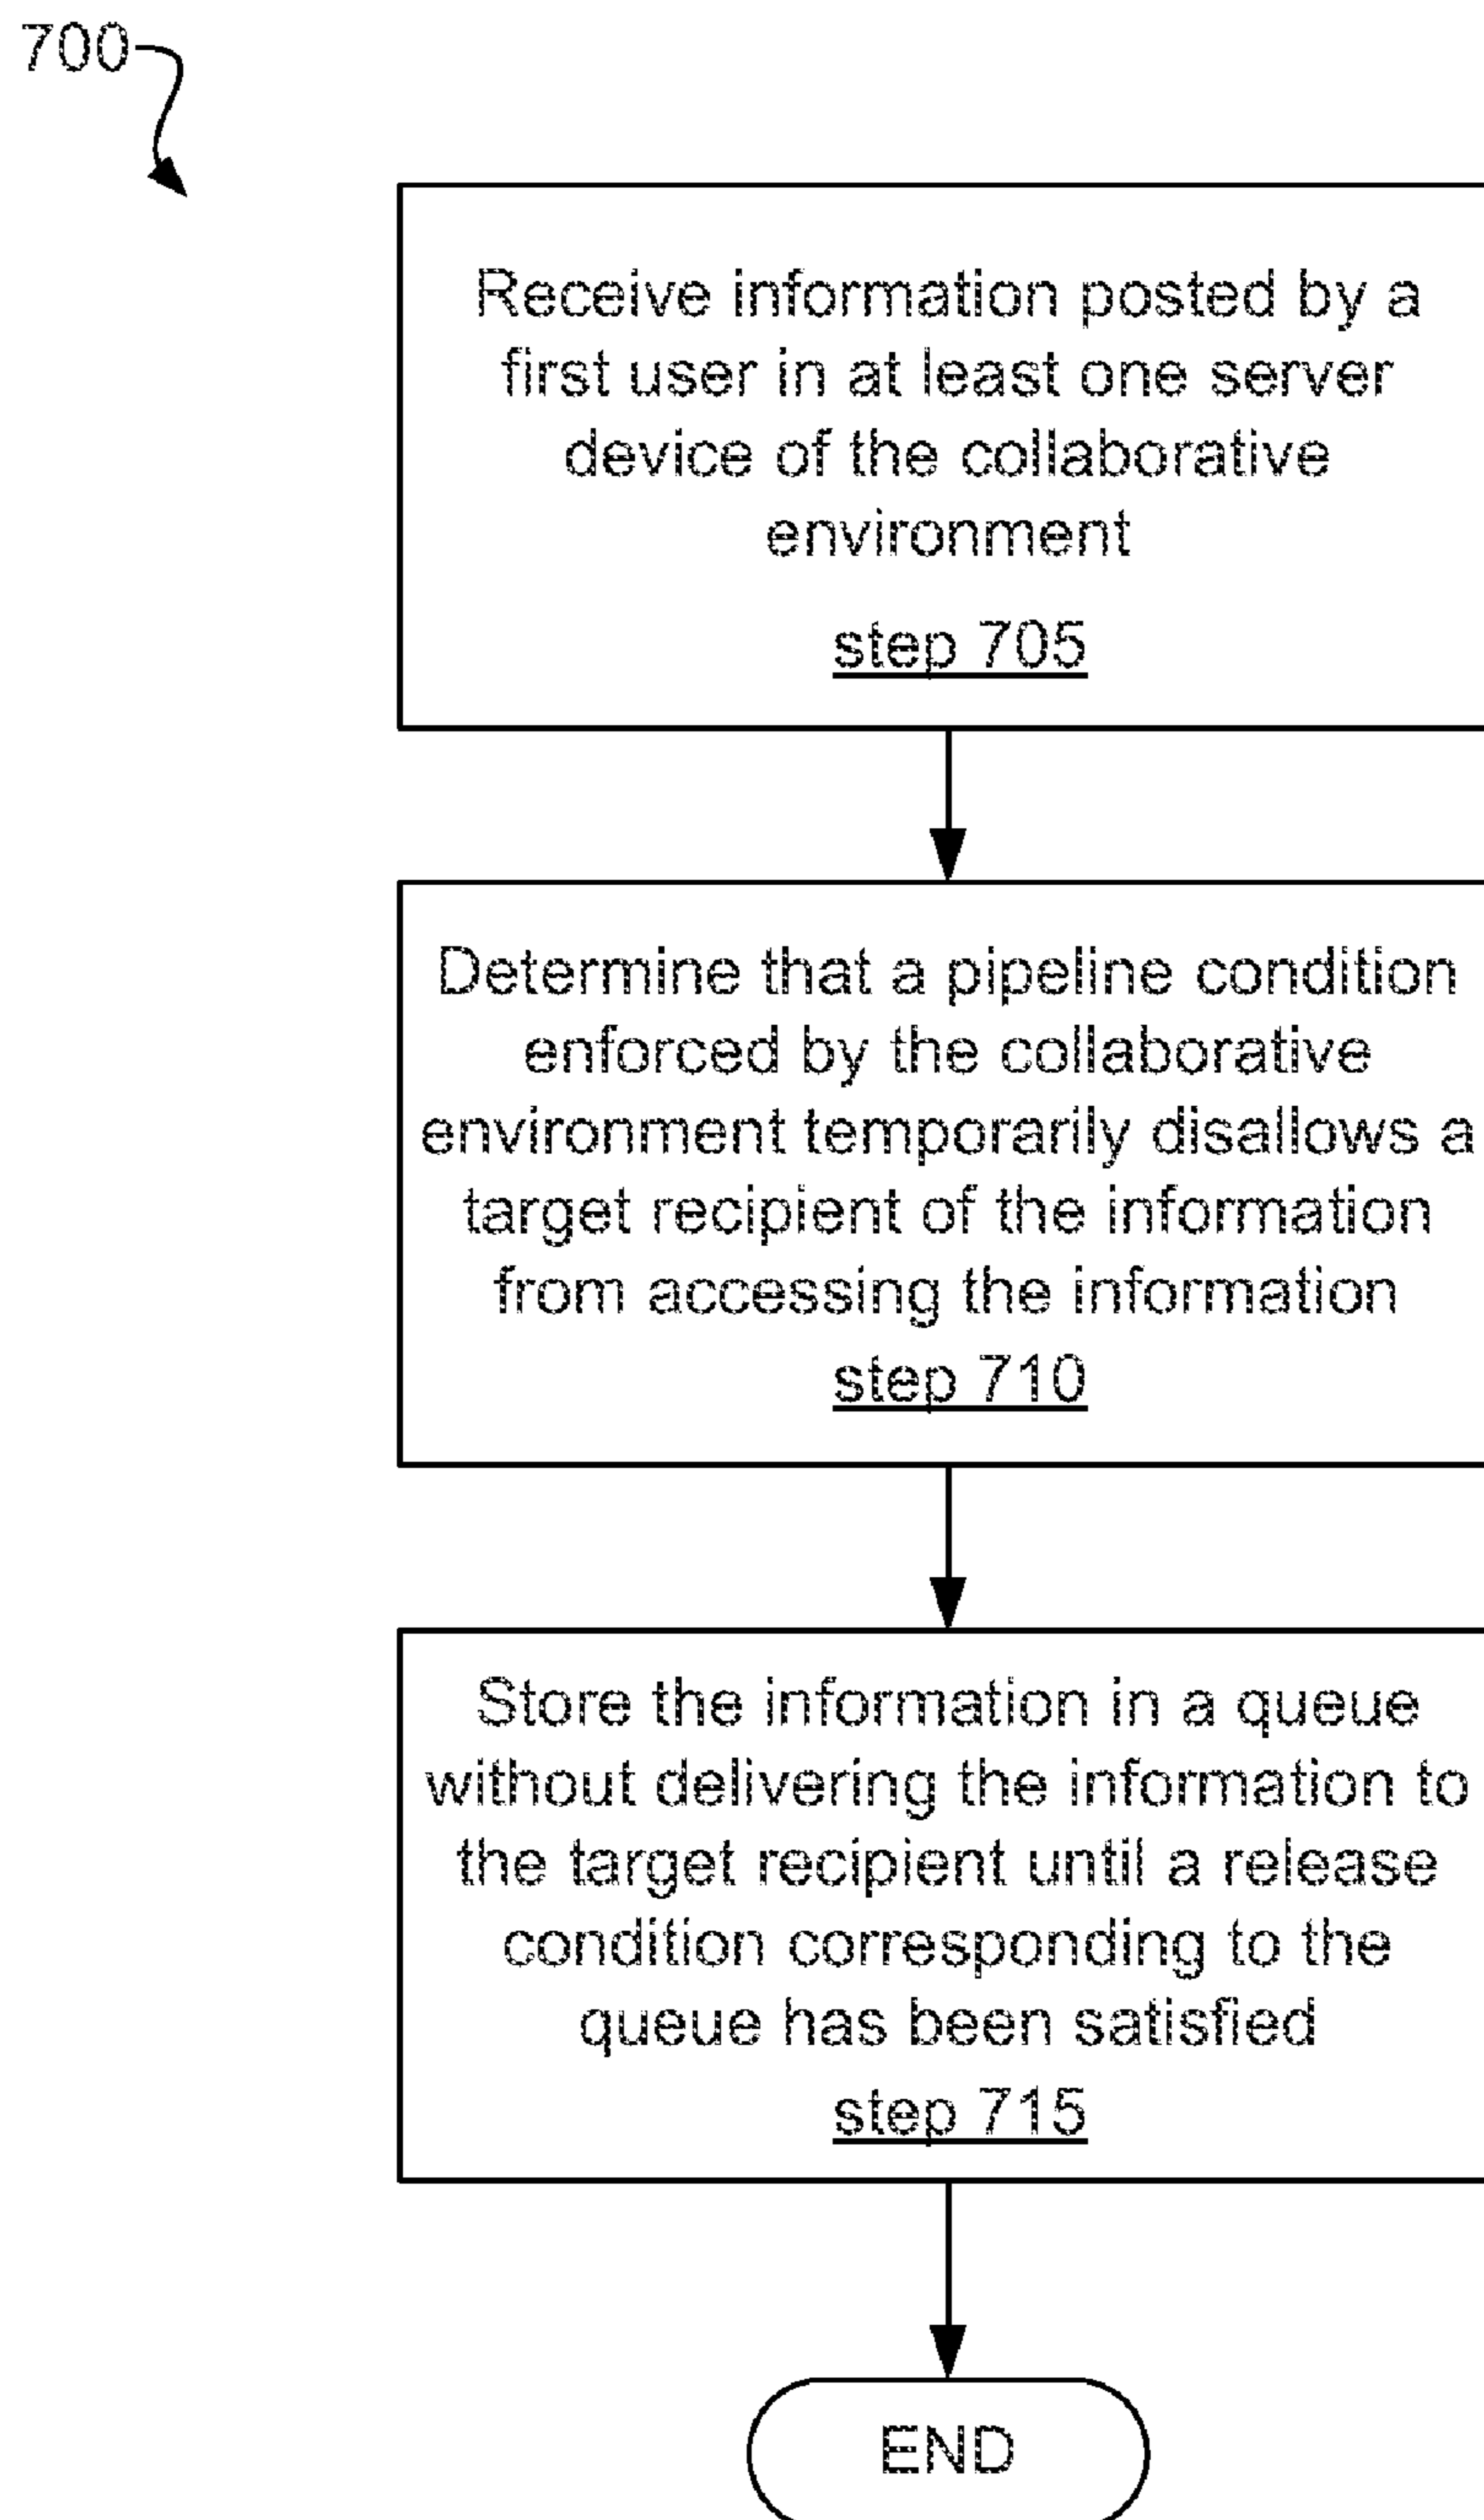 700
Receive information posted by a
first user in at least one server
device of the collaborative
environment
step 705
Determine that a pipeline condition
enforced by the collaborative
environment temporarily disallows a
target recipient of the information
from accessing the information
step 710
Store the information in a queue
without delivering the information to
the target recipient until a release
condition corresponding to the
queue has been satisfied
step 715
END